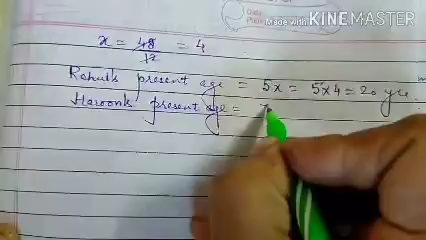 Made with KINEMASTER
x = 48/12 = 4
Rahul's present age = 5x = 5x4 = 20 yrs.
Haroon's present age =